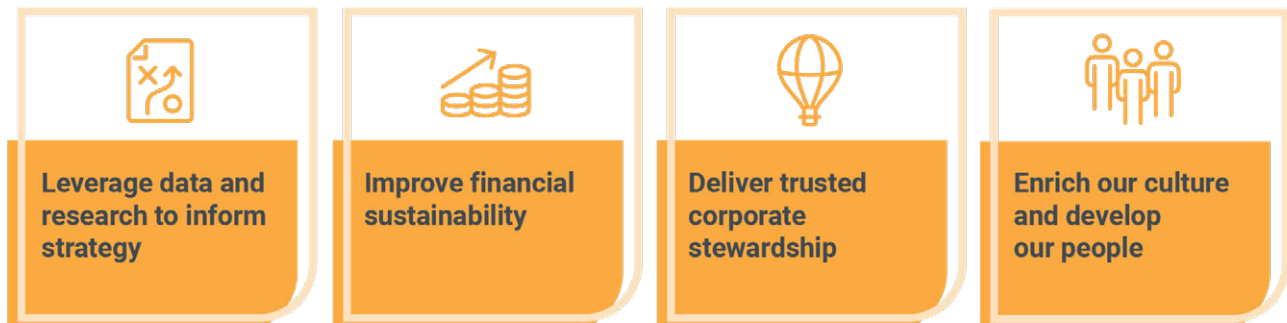 Leverage data and
research to inform
strategy
Improve financial
sustainability
Deliver trusted
corporate
stewardship
Enrich our culture
and develop
our people